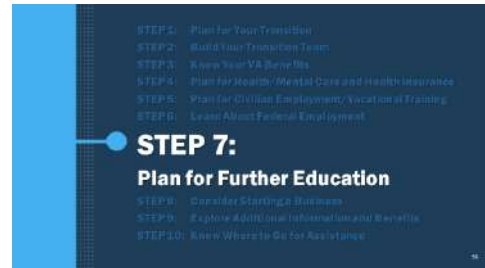 STEP 1: Plan for Your Transition
STEP 2: Build Your Transition Team
STEP 3: Know Your VA Benefits
STEP 4: Plan for Health/Mental Care and Health Insurance
STEP 5: Plan for Civilian Employment/Vocational Training
STEP 6: Learn About Federal Employment
STEP 7:
Plan for Further Education
STEP 8: Consider Starting a Business
STEP 9: Explore Additional Information and Benefits
STEP 10: Know Where to Go for Assistance